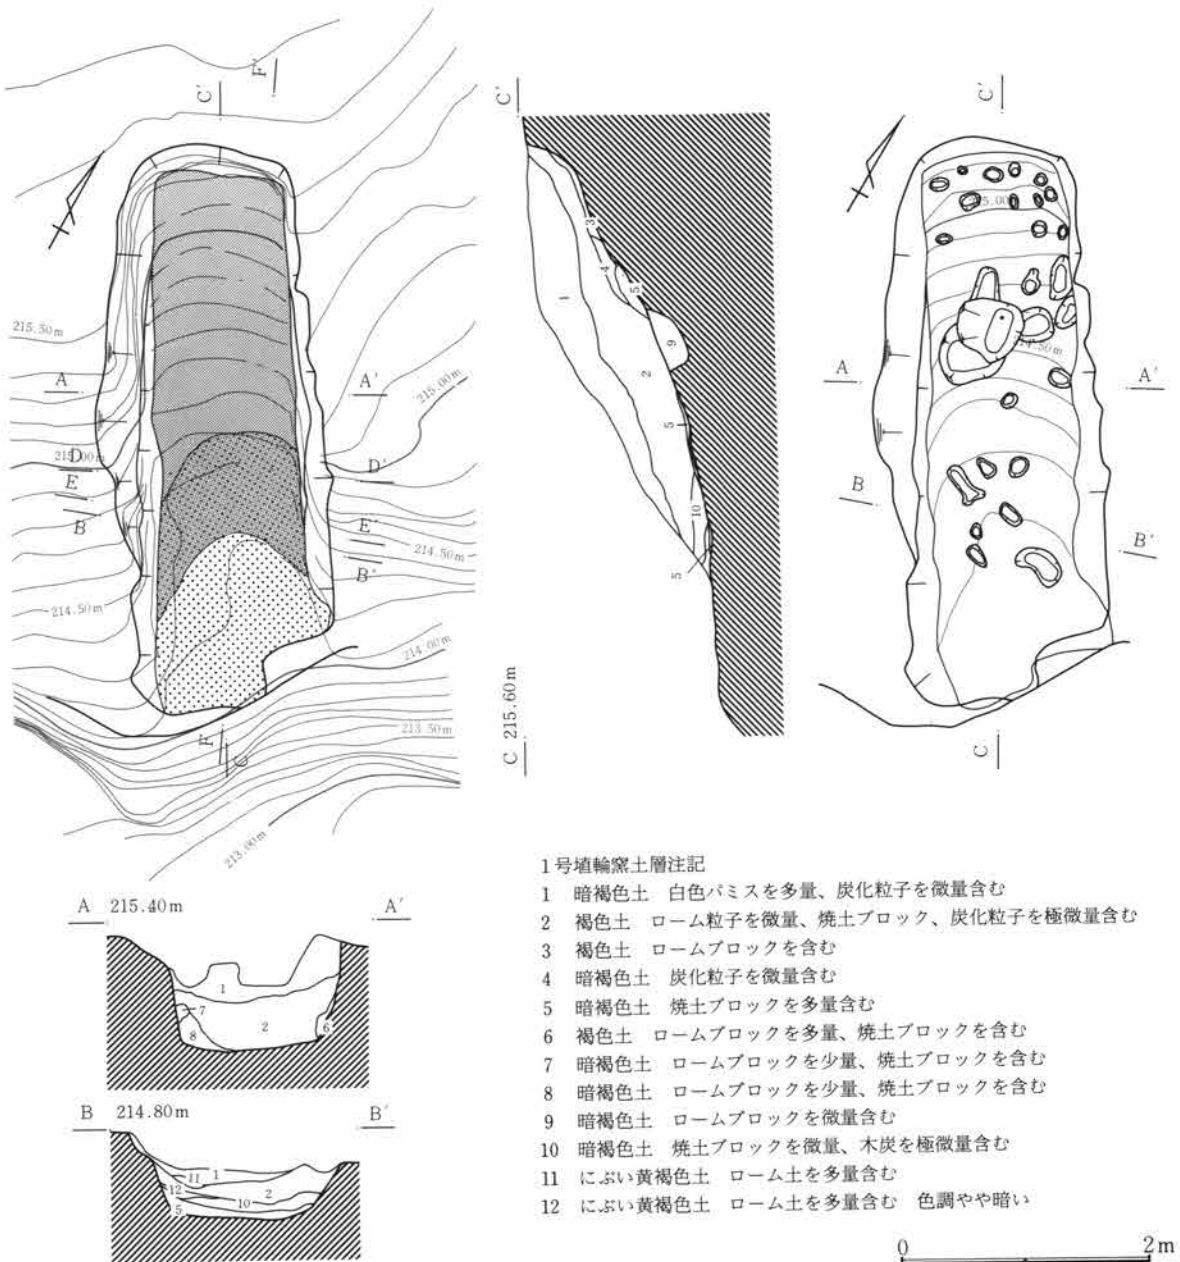 C'
F'
215.50m
A
A'
215.00m
215.00m
D
D'
E
E'
B
B'
214.50m
214.50m
214.00m
213.50m
F
C
213.00m
C'
1
3
4
5
9
2
5
10
5
C 215.60m
C'
215.00
214.50m
A
A'
B
B'
C
A 215.40m A'
1
7
8
2
6
B 214.80m B'
11
1
12
2
10
5
1号埴輪窯土層注記
1 暗褐色土 白色パミスを多量、炭化粒子を微量含む
2 褐色土 ローム粒子を微量、焼土ブロック、炭化粒子を極微量含む
3 褐色土 ロームブロックを含む
4 暗褐色土 炭化粒子を微量含む
5 暗褐色土 焼土ブロックを多量含む
6 褐色土 ロームブロックを多量、焼土ブロックを含む
7 暗褐色土 ロームブロックを少量、焼土ブロックを含む
8 暗褐色土 ロームブロックを少量、焼土ブロックを含む
9 暗褐色土 ロームブロックを微量含む
10 暗褐色土 焼土ブロックを微量、木炭を極微量含む
11 にぶい黄褐色土 ローム土を多量含む
12 にぶい黄褐色土 ローム土を多量含む 色調やや暗い
0 2m